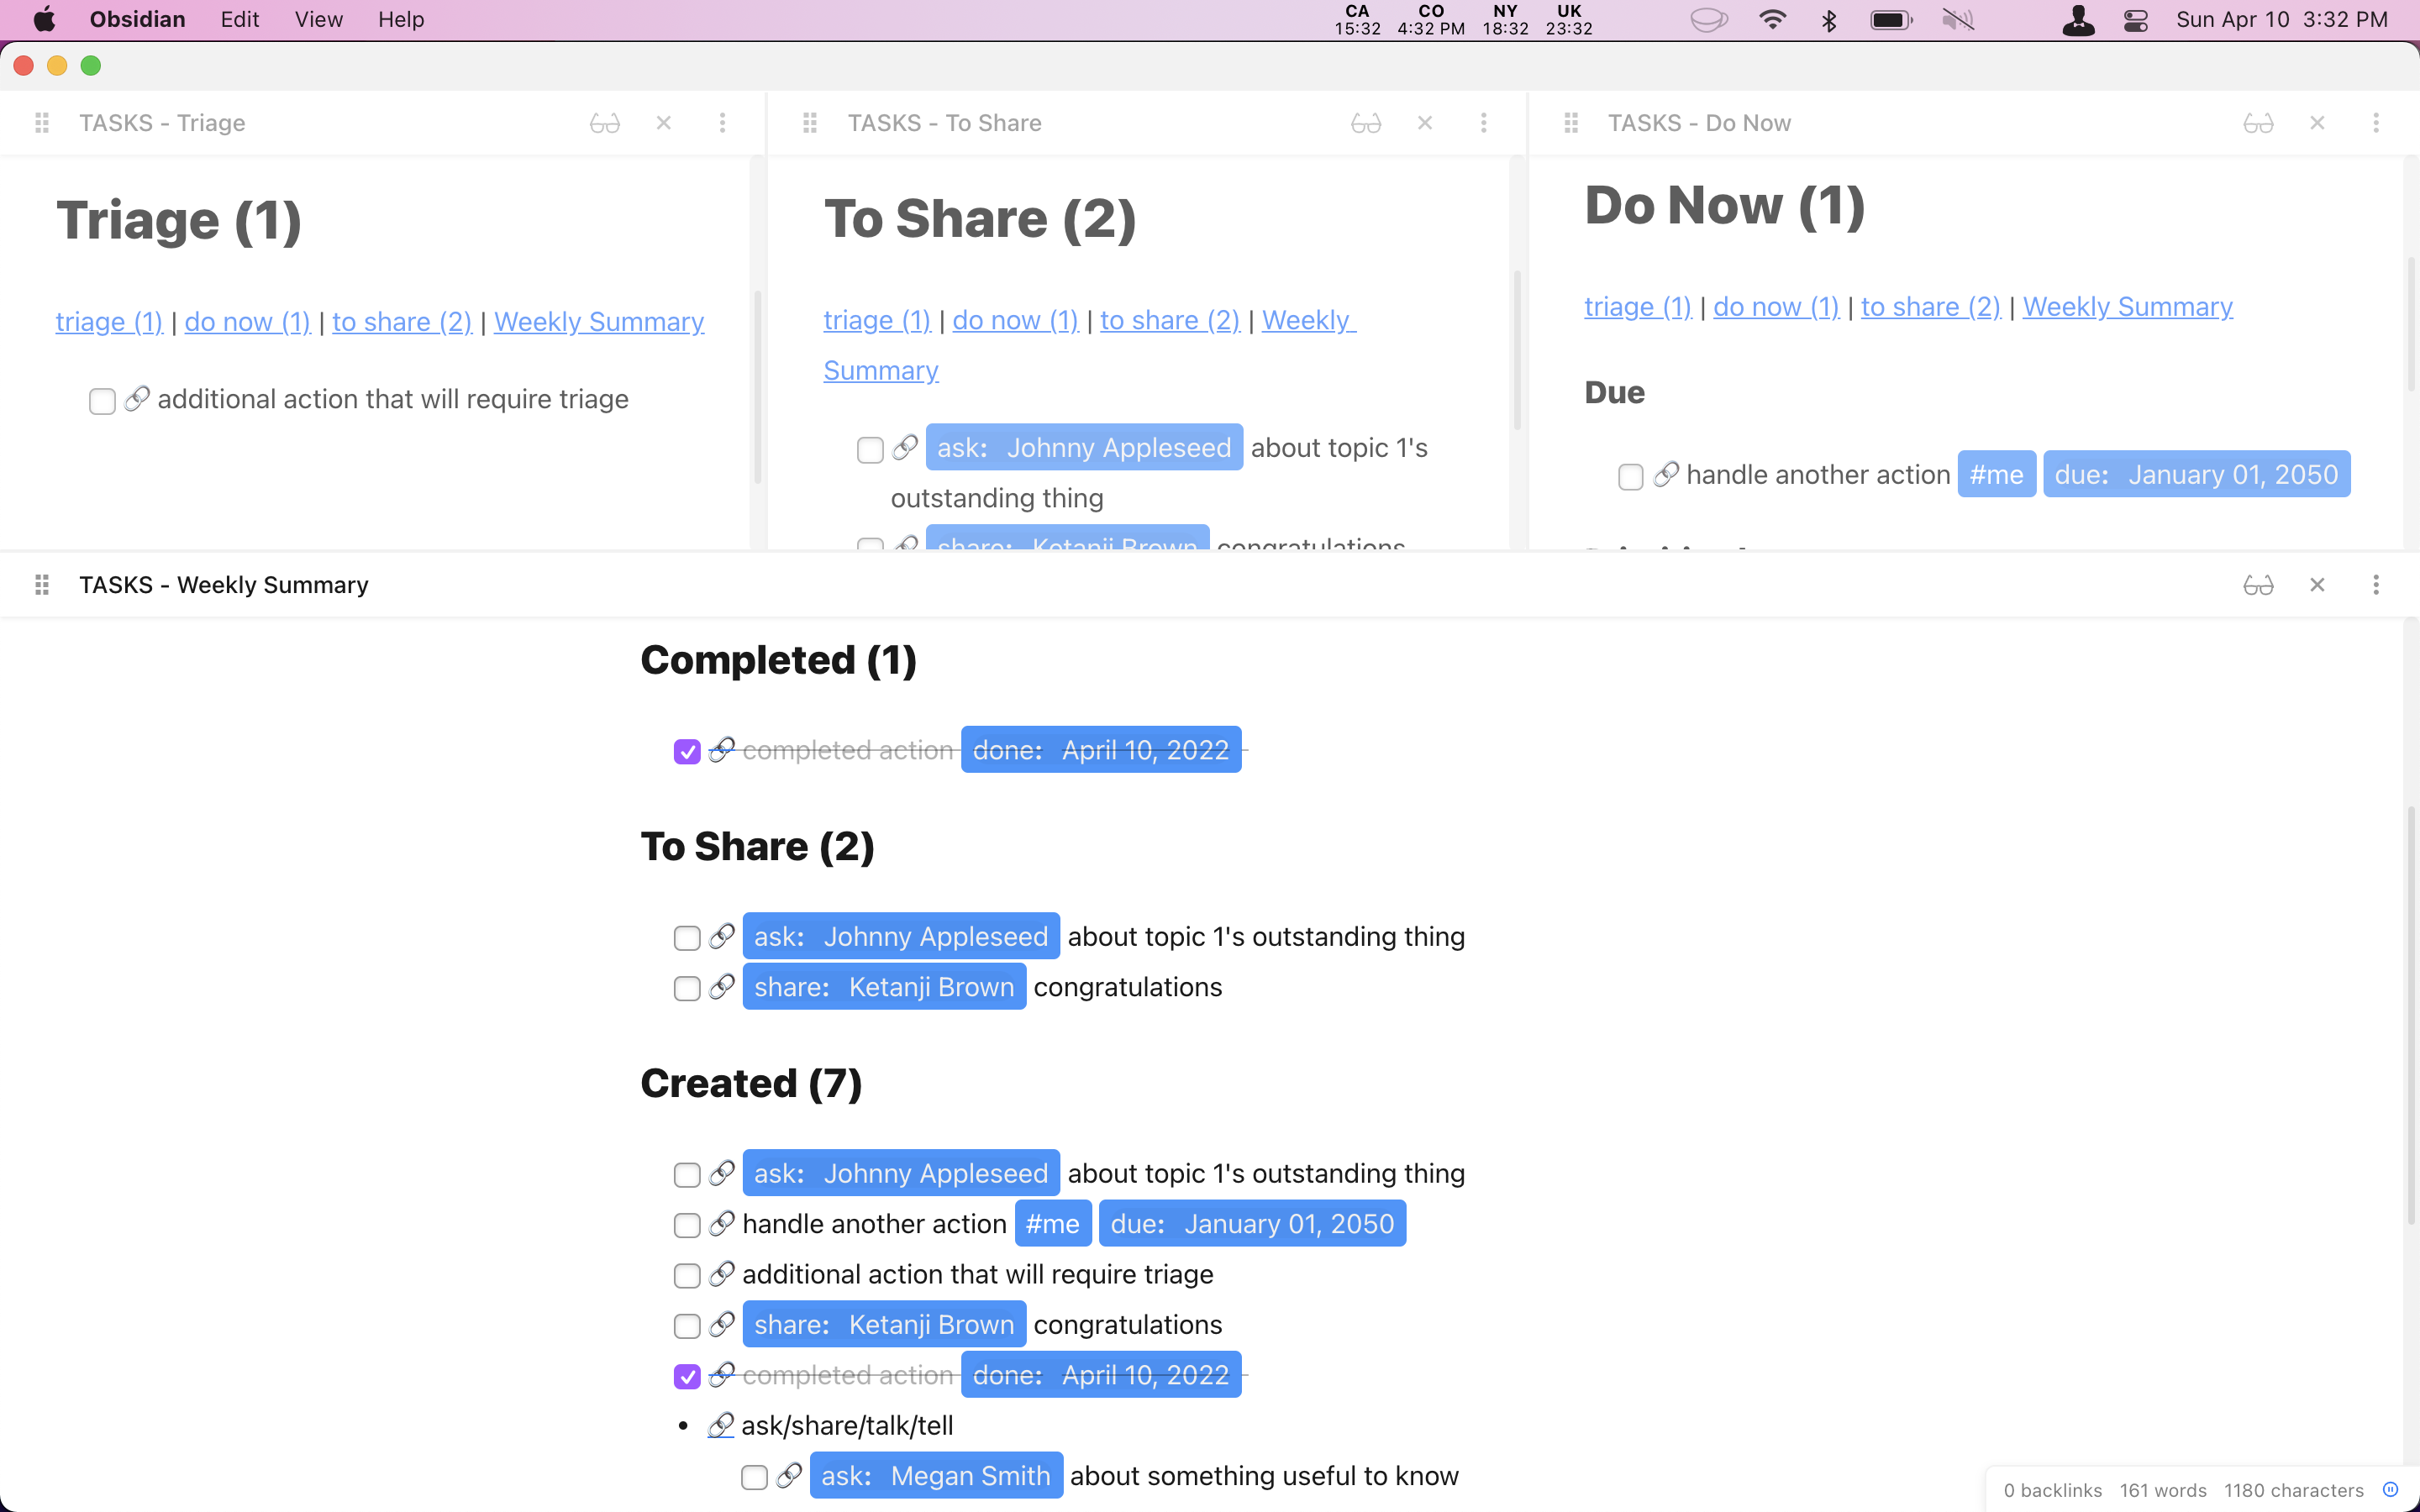 Obsidian Edit View Help
CA CO NY UK
15:32 4:32 PM 18:32 23:32
Sun Apr 10 3:32 PM
TASKS - Triage
Triage (1)
triage (1) | do now (1) | to share (2) | Weekly Summary
additional action that will require triage
TASKS - To Share
To Share (2)
triage (1) | do now (1) | to share (2) | Weekly
Summary
ask: Johnny Appleseed about topic 1's
outstanding thing
share: Ketanji Brown congratulations
TASKS - Do Now
Do Now (1)
triage (1) | do now (1) | to share (2) | Weekly Summary
Due
handle another action #me due: January 01, 2050
TASKS - Weekly Summary
Completed (1)
completed action done: April 10, 2022
To Share (2)
ask: Johnny Appleseed about topic 1's outstanding thing
share: Ketanji Brown congratulations
Created (7)
ask: Johnny Appleseed about topic 1's outstanding thing
handle another action #me due: January 01, 2050
additional action that will require triage
share: Ketanji Brown congratulations
completed action done: April 10, 2022
• ask/share/talk/tell
ask: Megan Smith about something useful to know
0 backlinks 161 words 1180 characters